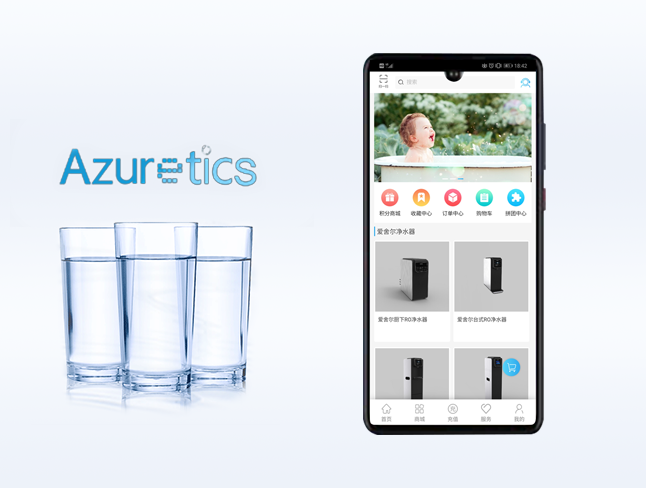 Azuretics
18:42
扫一扫
搜索
积分商城
收藏中心
订单中心
购物车
拼团中心
爱舍尔净水器
爱舍尔厨下RO净水器
爱舍尔台式RO净水器
首页
商城
充值
服务
我的